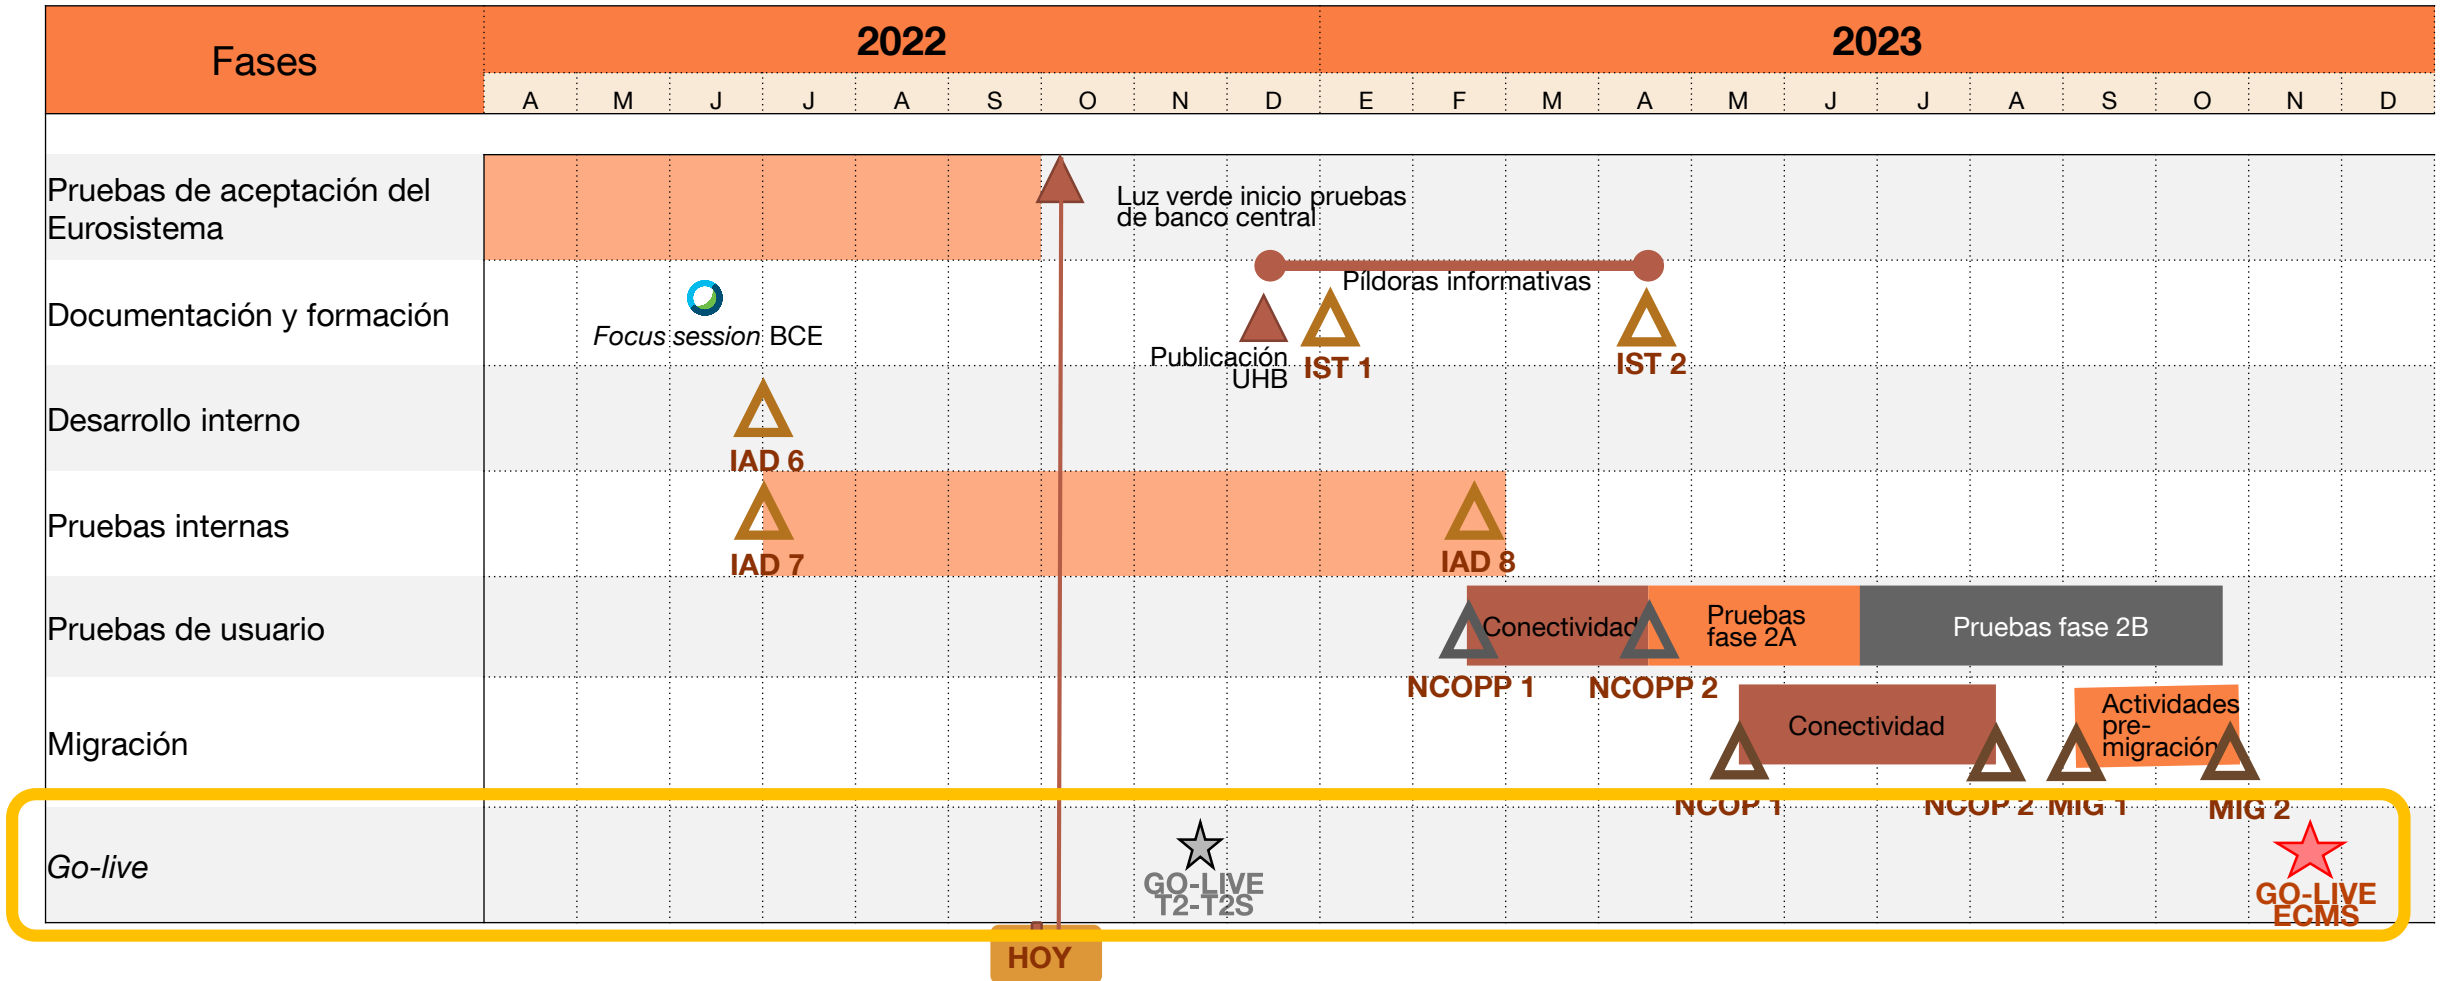 Fases
2022
2023
A M J J A S O N D E F M A M J J A S O N D
Pruebas de aceptación del
Eurosistema
Luz verde inicio pruebas
de banco central
Documentación y formación
Focus session BCE
Píldoras informativas
Publicación
UHB
IST 1
IST 2
Desarrollo interno
IAD 6
Pruebas internas
IAD 7
IAD 8
Pruebas de usuario
Conectividad
Pruebas
fase 2A
Pruebas fase 2B
NCOPP 1
NCOPP 2
Migración
Conectividad
Actividades
pre-
migración
NCOP 1
NCOP 2
MIG 1
MIG 2
Go-live
GO-LIVE
T2-T2S
GO-LIVE
ECMS
HOY